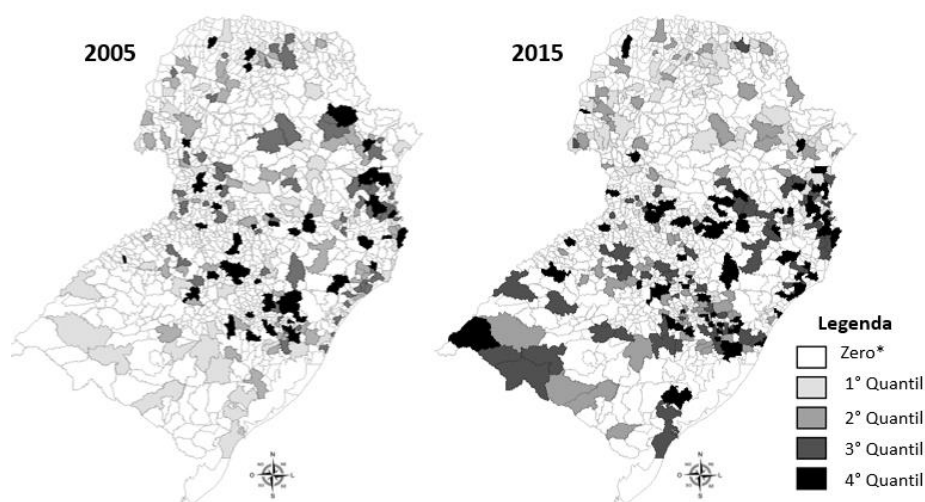 2005
2015
Legenda
Zero*
1° Quantil
2° Quantil
3° Quantil
4° Quantil
N
O
L
S
N
O
L
S